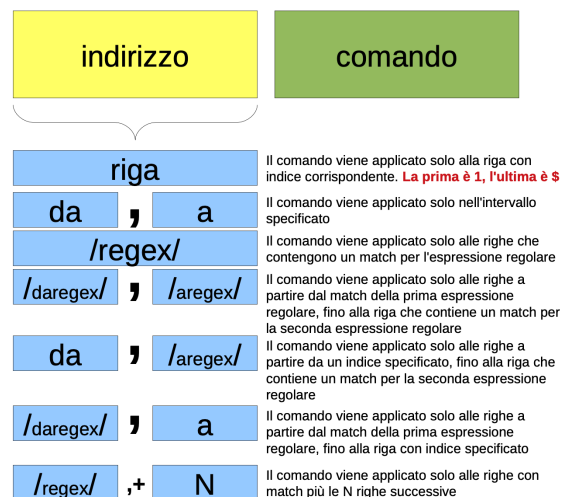 indirizzo
comando
riga
Il comando viene applicato solo alla riga con
indice corrispondente. La prima è 1, l'ultima è $
da , a
Il comando viene applicato solo nell'intervallo
specificato
/regex/
Il comando viene applicato solo alle righe che
contengono un match per l'espressione regolare
/daregex/ , /aregex/
Il comando viene applicato solo alle righe a
partire dal match della prima espressione
regolare, fino alla riga che contiene un match per
la seconda espressione regolare
da , /aregex/
Il comando viene applicato solo alle righe a
partire da un indice specificato, fino alla riga che
contiene un match per la seconda espressione
regolare
/daregex/ , a
Il comando viene applicato solo alle righe a
partire dal match della prima espressione
regolare, fino alla riga con indice specificato
/regex/ ,+ N
Il comando viene applicato solo alle righe con
match più le N righe successive